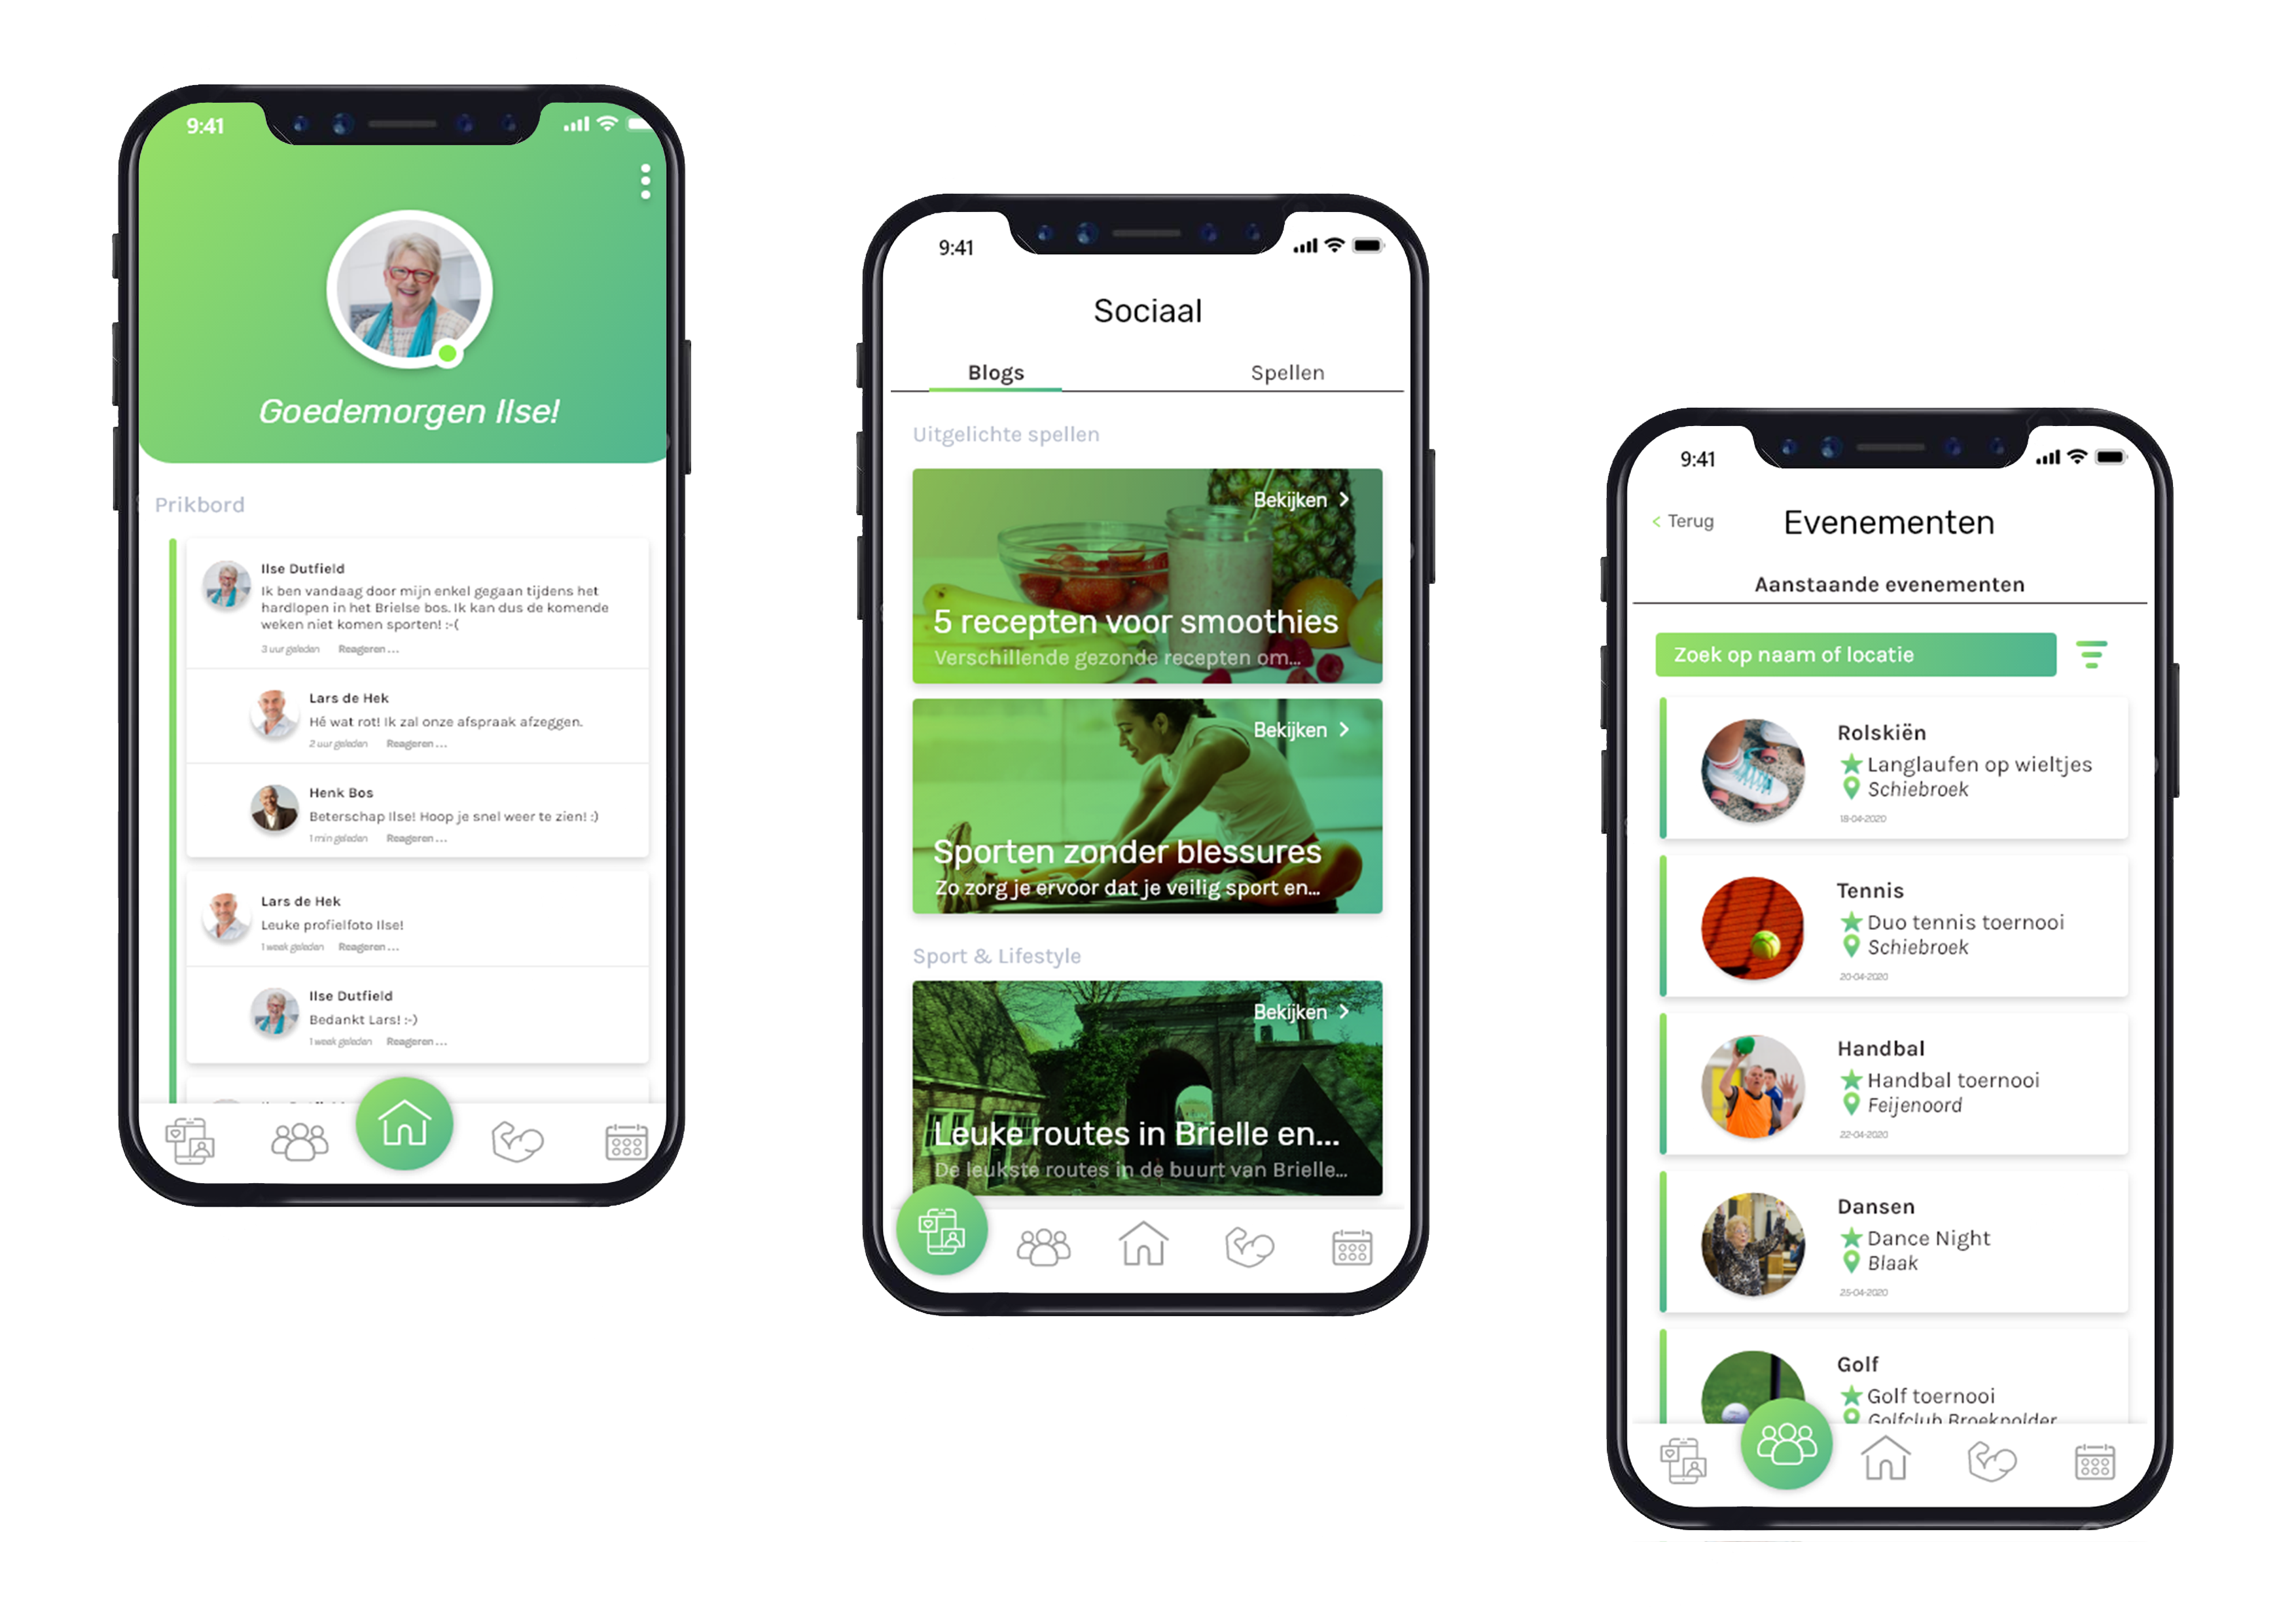 9:41
Goedemorgen Ilse!
Prikbord
Ilse Dutfield
Ik ben vandaag door mijn enkel gegaan tijdens het
hardlopen in het Brielse bos. Ik kan dus de komende
weken niet komen sporten! :-(
3 uur geleden Reageren ...
Lars de Hek
Hé wat rot! Ik zal onze afspraak afzeggen.
2 uur geleden Reageren ...
Henk Bos
Beterschap Ilse! Hoop je snel weer te zien! :)
1 min geleden Reageren ...
Lars de Hek
Leuke profielfoto Ilse!
1 week geleden Reageren ...
Ilse Dutfield
Bedankt Lars! :-)
1 week geleden Reageren ...
9:41
Sociaal
Blogs Spellen
Uitgelichte spellen
Bekijken >
5 recepten voor smoothies
Verschillende gezonde recepten om...
Bekijken >
Sporten zonder blessures
Zo zorg je ervoor dat je veilig sport en...
Sport & Lifestyle
Bekijken >
Leuke routes in Brielle en...
De leukste routes in de buurt van Brielle...
9:41
< Terug Evenementen
Aanstaande evenementen
Zoek op naam of locatie
Rolskiën
Langlaufen op wieltjes
Schiebroek
18-04-2020
Tennis
Duo tennis toernooi
Schiebroek
20-04-2020
Handbal
Handbal toernooi
Feijenoord
22-04-2020
Dansen
Dance Night
Blaak
25-04-2020
Golf
Golf toernooi
Golfclub Broekpolder